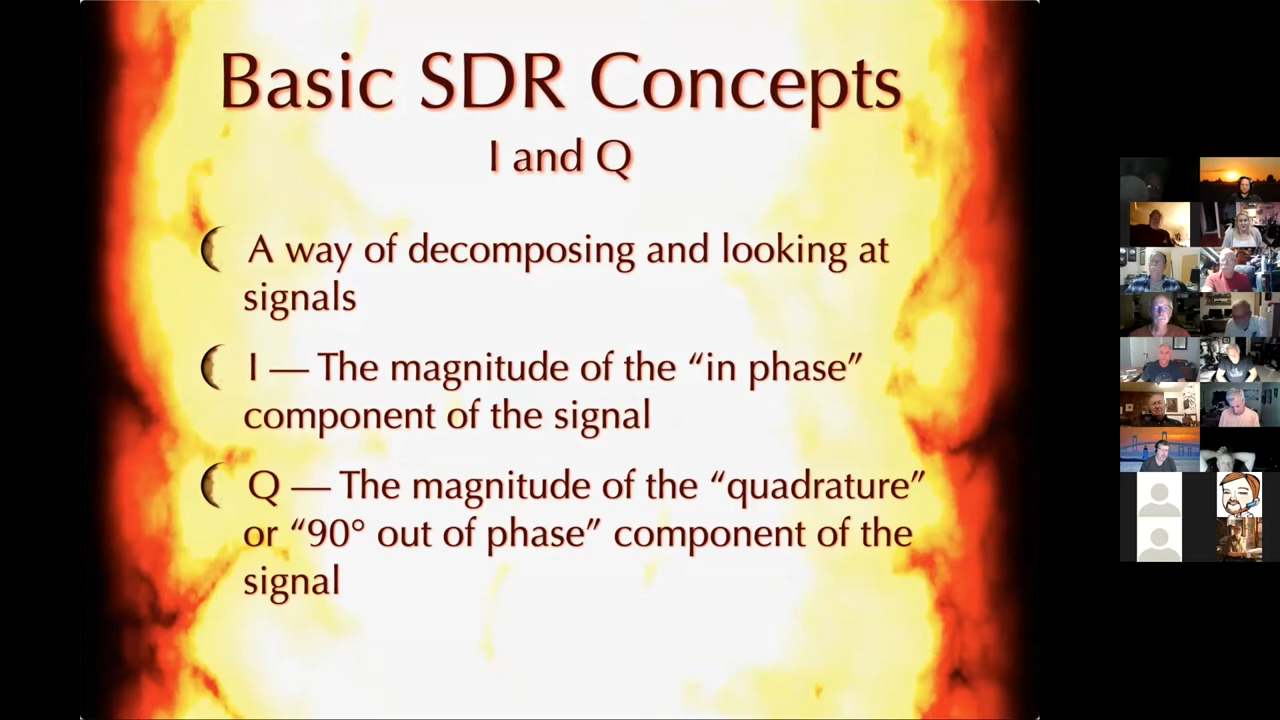 Basic SDR Concepts
I and Q
A way of decomposing and looking at
signals
I — The magnitude of the “in phase”
component of the signal
Q — The magnitude of the “quadrature”
or “90° out of phase” component of the
signal